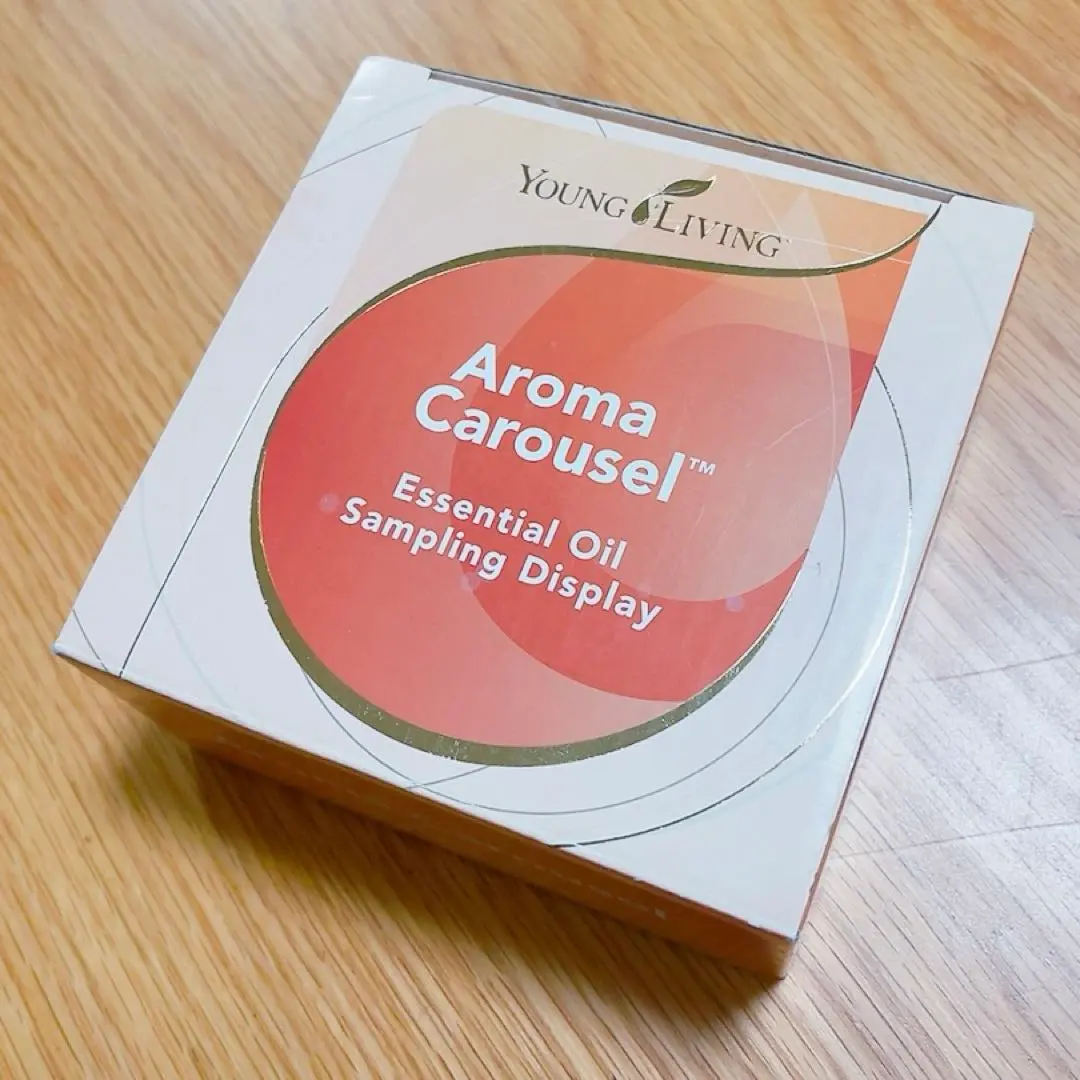 YOUNG LIVING
Aroma
Carousel™
Essential Oil
Sampling Display